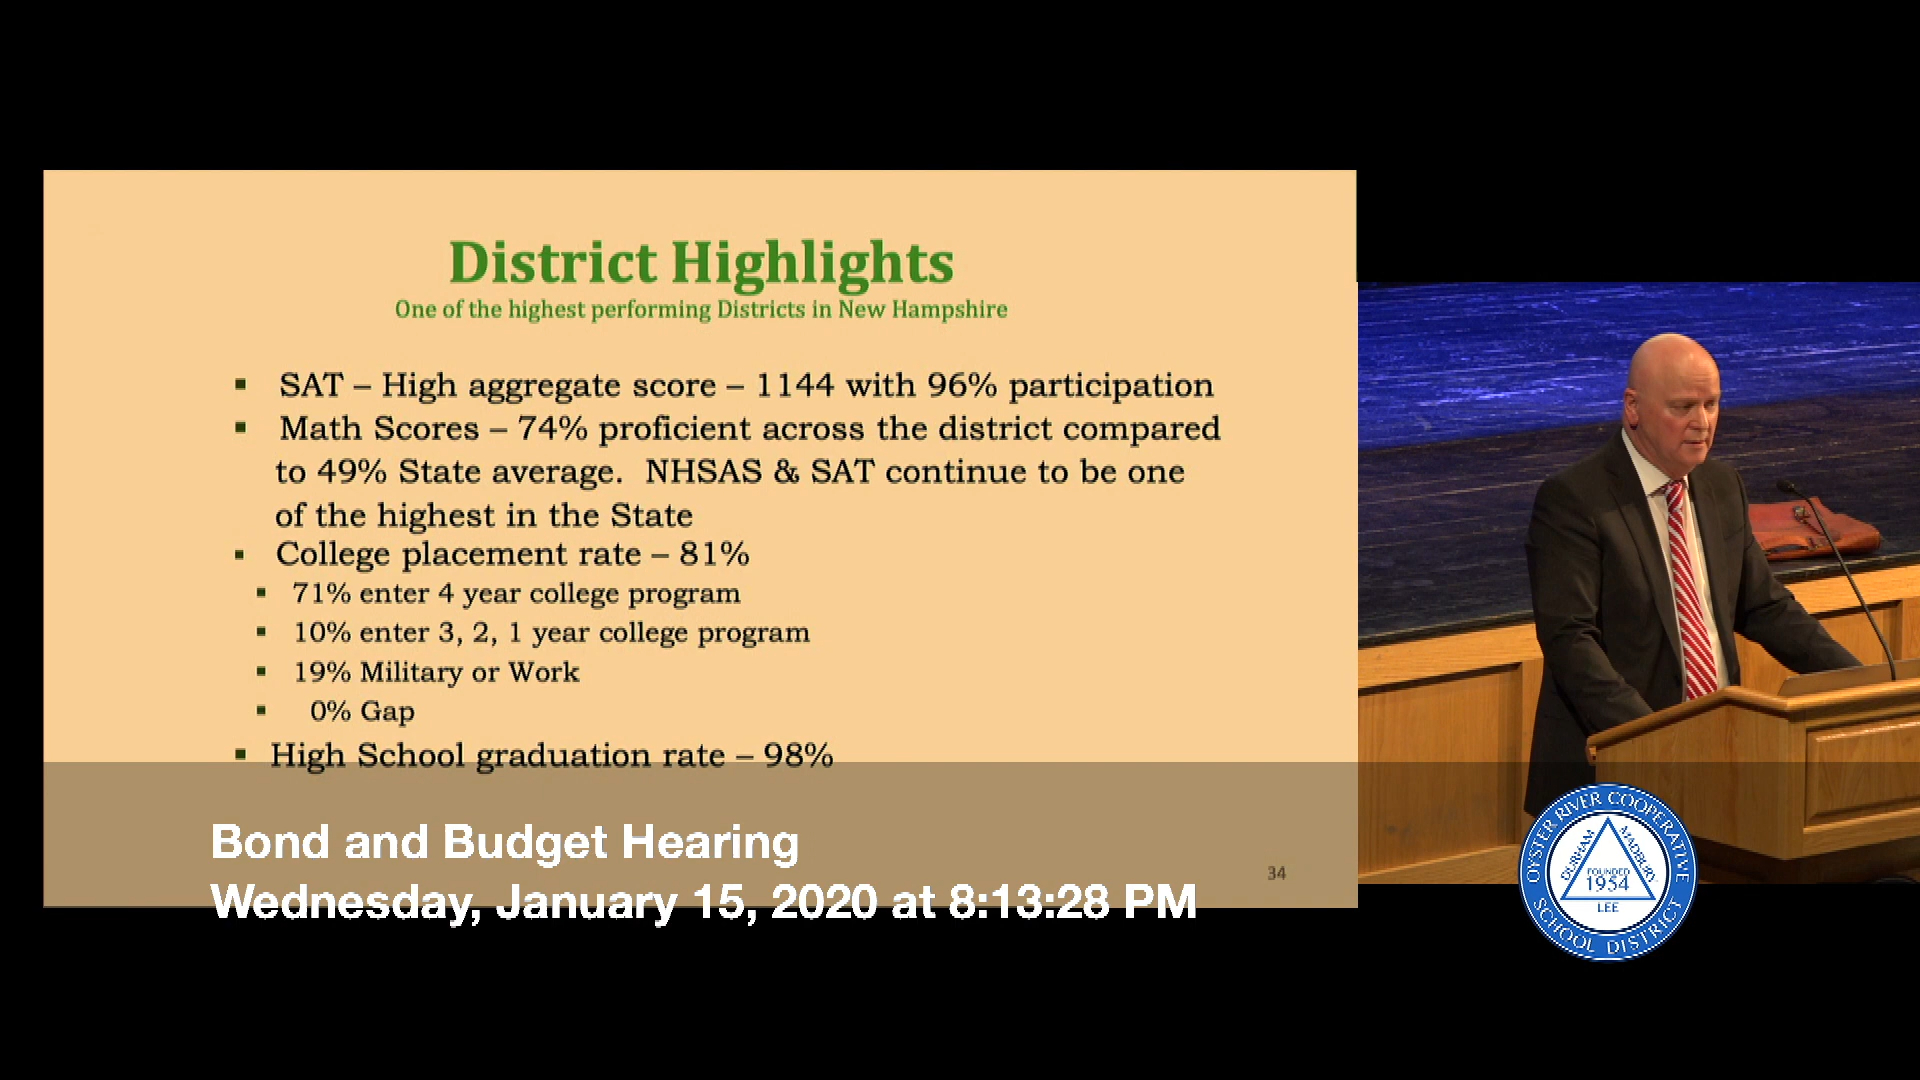 District Highlights
One of the highest performing Districts in New Hampshire
▪ SAT – High aggregate score – 1144 with 96% participation
▪ Math Scores – 74% proficient across the district compared
to 49% State average. NHSAS & SAT continue to be one
of the highest in the State
▪ College placement rate – 81%
▪ 71% enter 4 year college program
▪ 10% enter 3, 2, 1 year college program
▪ 19% Military or Work
▪ 0% Gap
▪ High School graduation rate – 98%
34
Bond and Budget Hearing
Wednesday, January 15, 2020 at 8:13:28 PM
OYSTER RIVER COOPERATIVE
SCHOOL DISTRICT
DURHAM
MADBURY
FOUNDED
1954
LEE